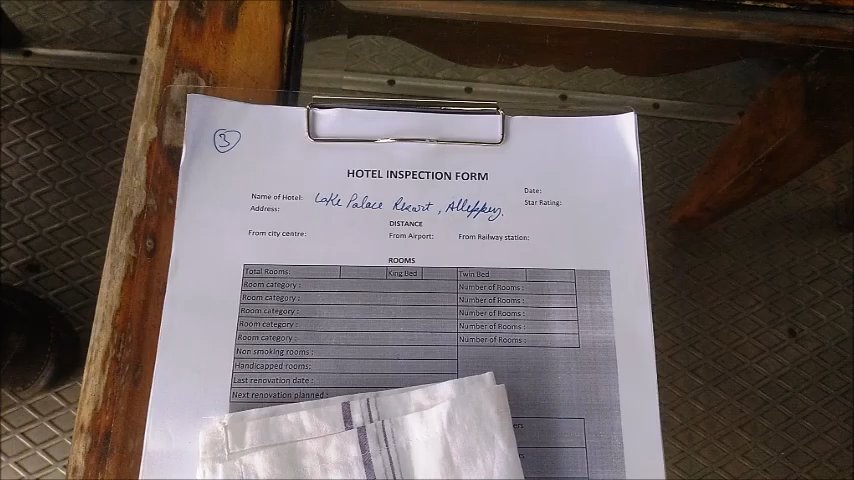 3
HOTEL INSPECTION FORM
Date:
Name of Hotel: Lake Palace Resort, Alleppey.
Star Rating:
Address:
DISTANCE
From city centre: From Airport: From Railway station:
ROOMS
Total Rooms: King Bed Twin Bed
Room category : Number of Rooms :
Room category : Number of Rooms :
Room category : Number of Rooms :
Room category : Number of Rooms :
Room category : Number of Rooms :
Non smoking rooms :
Handicapped rooms:
Last renovation date :
Next renovation planned :